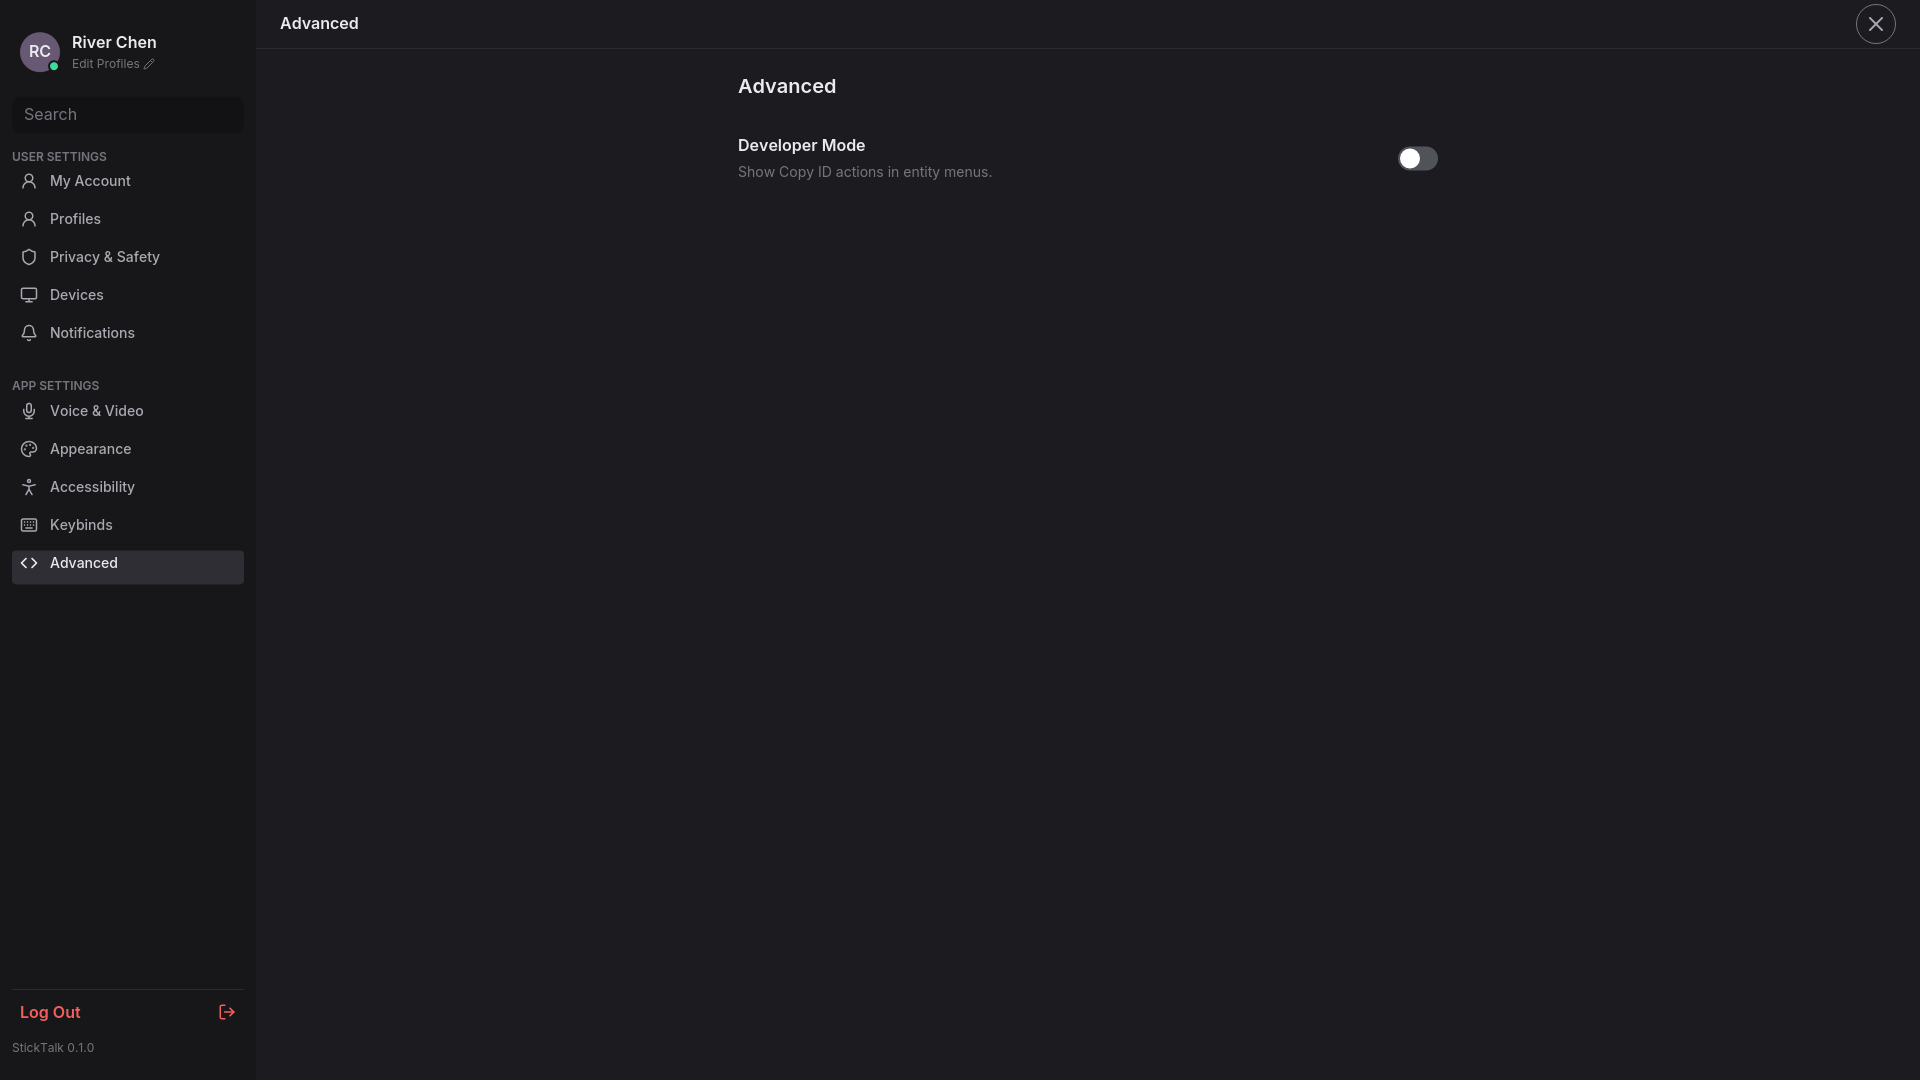 RC
River Chen
Edit Profiles
Search
USER SETTINGS
My Account
Profiles
Privacy & Safety
Devices
Notifications
APP SETTINGS
Voice & Video
Appearance
Accessibility
Keybinds
Advanced
Log Out
StickTalk 0.1.0
Advanced
Advanced
Developer Mode
Show Copy ID actions in entity menus.